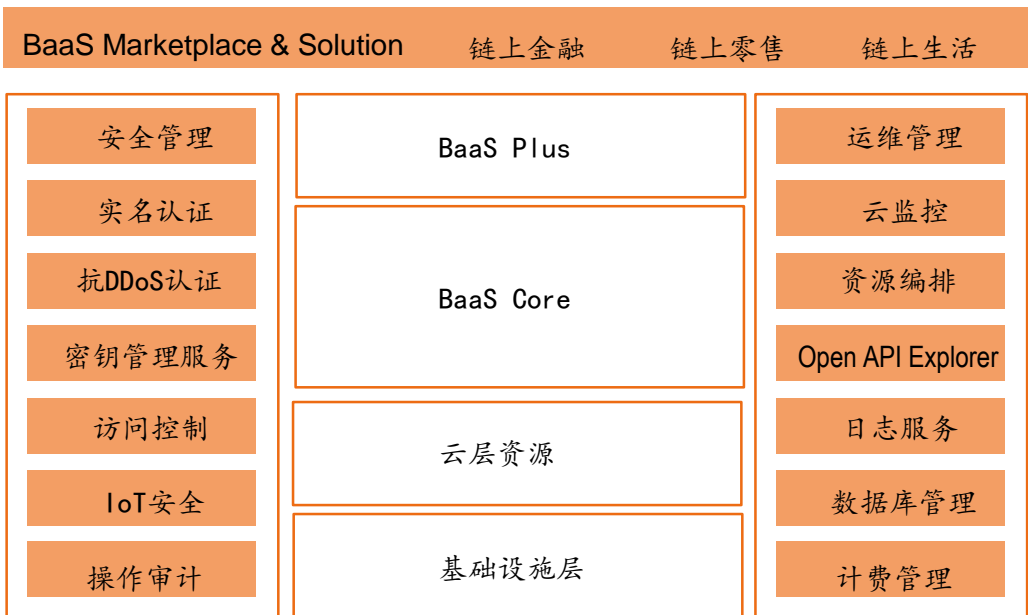 BaaS Marketplace & Solution 链上金融 链上零售 链上生活
安全管理
实名认证
抗DDoS认证
密钥管理服务
访问控制
IoT安全
操作审计
BaaS Plus
BaaS Core
云层资源
基础设施层
运维管理
云监控
资源编排
Open API Explorer
日志服务
数据库管理
计费管理